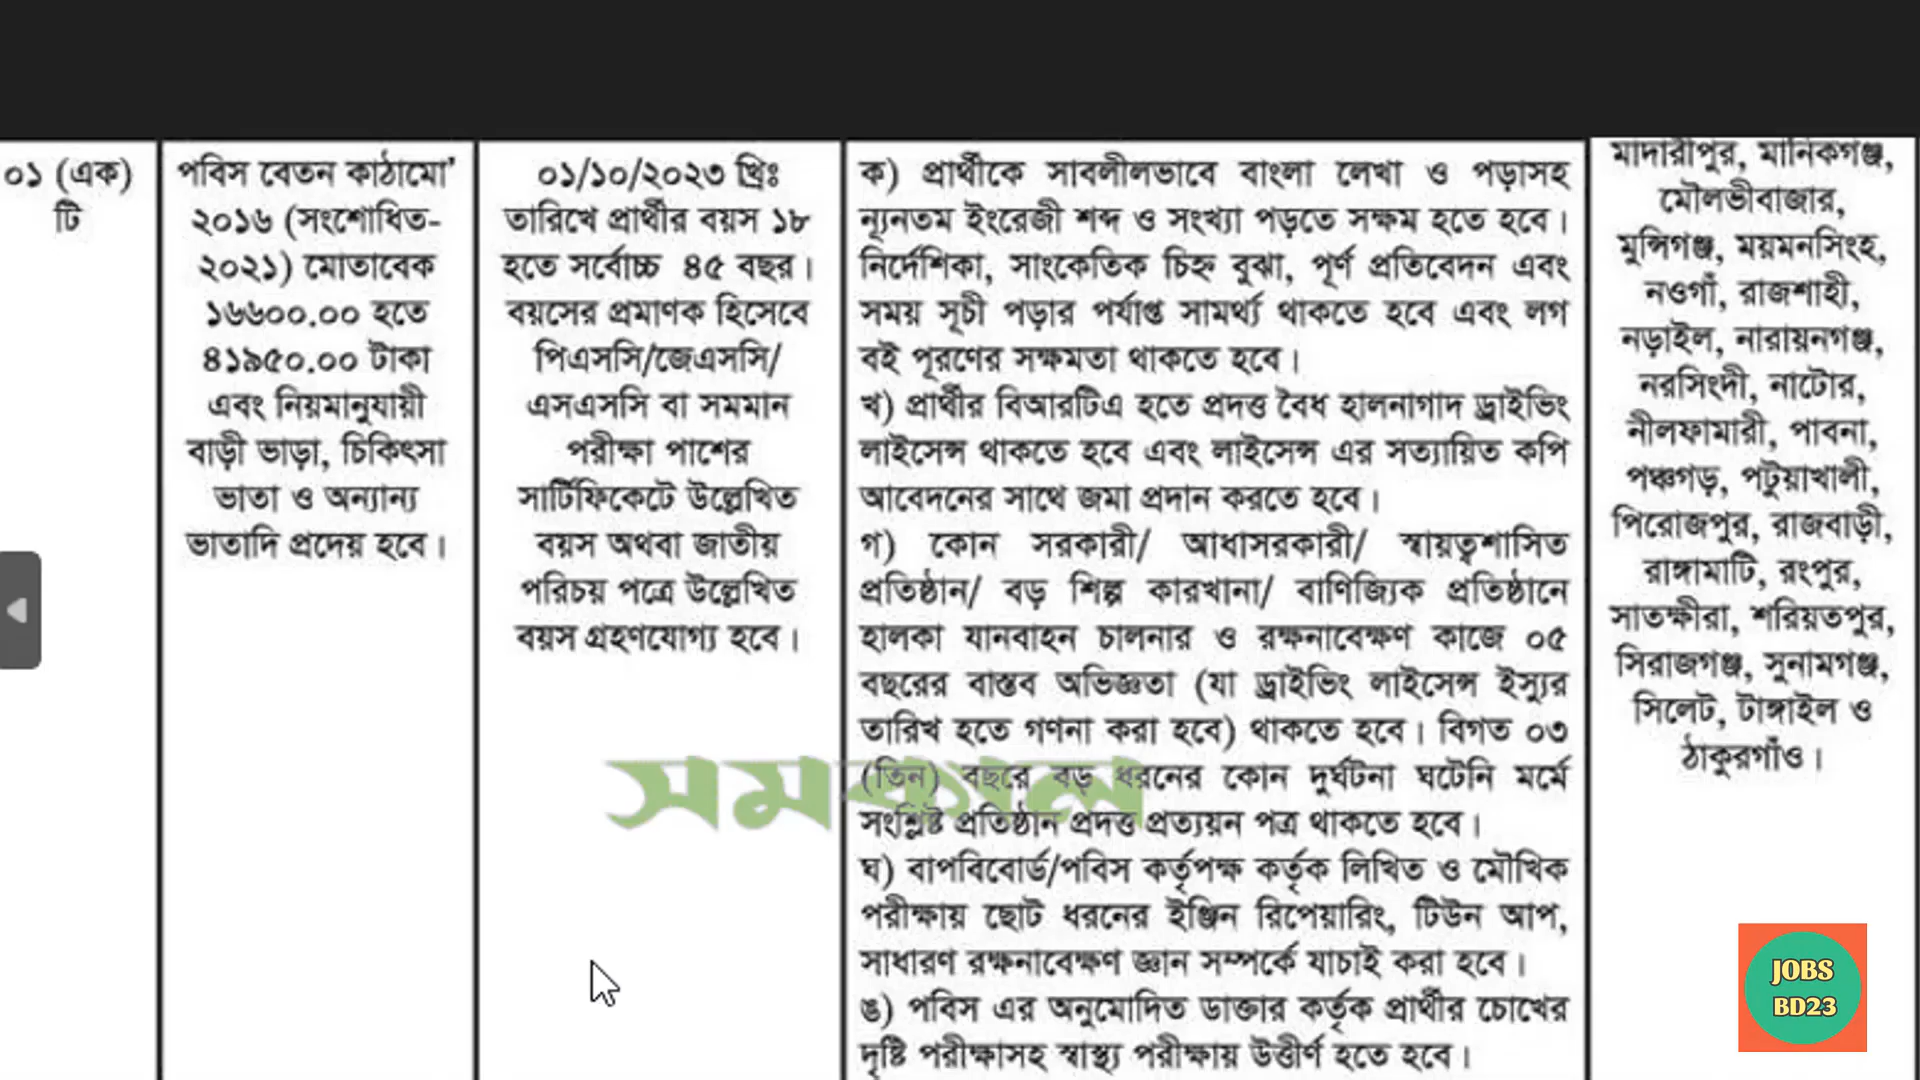 ০১ (এক)
টি
পবিস বেতন কাঠামো'
২০১৬ (সংশোধিত-
২০২১) মোতাবেক
১৬৬০০.০০ হতে
৪১৯৫০.০০ টাকা
এবং নিয়মানুযায়ী
বাড়ী ভাড়া, চিকিৎসা
ভাতা ও অন্যান্য
ভাতাদি প্রদেয় হবে।
০১/১০/২০২৩ খ্রিঃ
তারিখে প্রার্থীর বয়স ১৮
হতে সর্বোচ্চ ৪৫ বছর।
বয়সের প্রমাণক হিসেবে
পিএসসি/জেএসসি/
এসএসসি বা সমমান
পরীক্ষা পাশের
সার্টিফিকেটে উল্লেখিত
বয়স অথবা জাতীয়
পরিচয় পত্রে উল্লেখিত
বয়স গ্রহণযোগ্য হবে।
ক) প্রার্থীকে সাবলীলভাবে বাংলা লেখা ও পড়াসহ
ন্যূনতম ইংরেজী শব্দ ও সংখ্যা পড়তে সক্ষম হতে হবে।
নির্দেশিকা, সাংকেতিক চিহ্ন বুঝা, পূর্ণ প্রতিবেদন এবং
সময় সূচী পড়ার পর্যাপ্ত সামর্থ্য থাকতে হবে এবং লগ
বই পূরণের সক্ষমতা থাকতে হবে।
খ) প্রার্থীর বিআরটিএ হতে প্রদত্ত বৈধ হালনাগাদ ড্রাইভিং
লাইসেন্স থাকতে হবে এবং লাইসেন্স এর সত্যায়িত কপি
আবেদনের সাথে জমা প্রদান করতে হবে।
গ) কোন সরকারী/ আধাসরকারী/ স্বায়ত্বশাসিত
প্রতিষ্ঠান/ বড় শিল্প কারখানা/ বাণিজ্যিক প্রতিষ্ঠানে
হালকা যানবাহন চালনার ও রক্ষনাবেক্ষণ কাজে ০৫
বছরের বাস্তব অভিজ্ঞতা (যা ড্রাইভিং লাইসেন্স ইস্যুর
তারিখ হতে গণনা করা হবে) থাকতে হবে। বিগত ০৩
(তিন) বছরে বড় ধরনের কোন দুর্ঘটনা ঘটেনি মর্মে
সংশ্লিষ্ট প্রতিষ্ঠান প্রদত্ত প্রত্যয়ন পত্র থাকতে হবে।
ঘ) বাপবিবোর্ড/পবিস কর্তৃপক্ষ কর্তৃক লিখিত ও মৌখিক
পরীক্ষায় ছোট ধরনের ইঞ্জিন রিপেয়ারিং, টিউন আপ,
সাধারণ রক্ষনাবেক্ষণ জ্ঞান সম্পর্কে যাচাই করা হবে।
ঙ) পবিস এর অনুমোদিত ডাক্তার কর্তৃক প্রার্থীর চোখের
দৃষ্টি পরীক্ষাসহ স্বাস্থ্য পরীক্ষায় উত্তীর্ণ হতে হবে।
মাদারীপুর, মানিকগঞ্জ,
মৌলভীবাজার,
মুন্সিগঞ্জ, ময়মনসিংহ,
নওগাঁ, রাজশাহী,
নড়াইল, নারায়নগঞ্জ,
নরসিংদী, নাটোর,
নীলফামারী, পাবনা,
পঞ্চগড়, পটুয়াখালী,
পিরোজপুর, রাজবাড়ী,
রাঙ্গামাটি, রংপুর,
সাতক্ষীরা, শরিয়তপুর,
সিরাজগঞ্জ, সুনামগঞ্জ,
সিলেট, টাঙ্গাইল ও
ঠাকুরগাঁও।
সমকাল
JOBS
BD23